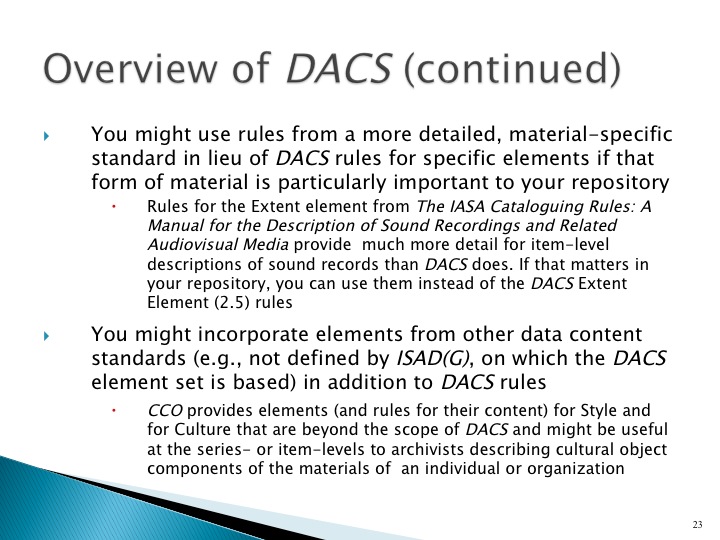 Overview of DACS (continued)
You might use rules from a more detailed, material-specific
standard in lieu of DACS rules for specific elements if that
form of material is particularly important to your repository
Rules for the Extent element from The IASA Cataloguing Rules: A
Manual for the Description of Sound Recordings and Related
Audiovisual Media provide  much more detail for item-level
descriptions of sound records than DACS does. If that matters in
your repository, you can use them instead of the DACS Extent
Element (2.5) rules
You might incorporate elements from other data content
standards (e.g., not defined by ISAD(G), on which the DACS
element set is based) in addition to DACS rules
CCO provides elements (and rules for their content) for Style and
for Culture that are beyond the scope of DACS and might be useful
at the series- or item-levels to archivists describing cultural object
components of the materials of  an individual or organization
23